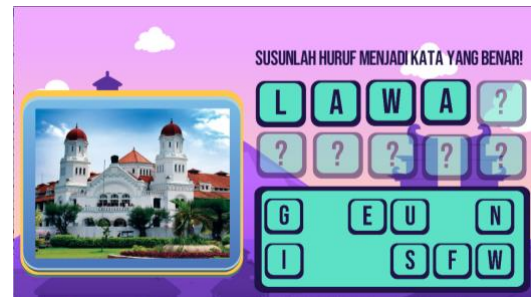 SUSUNLAH HURUF MENJADI KATA YANG BENAR!
L A W A ?
? ? ? ? ?
G E U N
I S F W